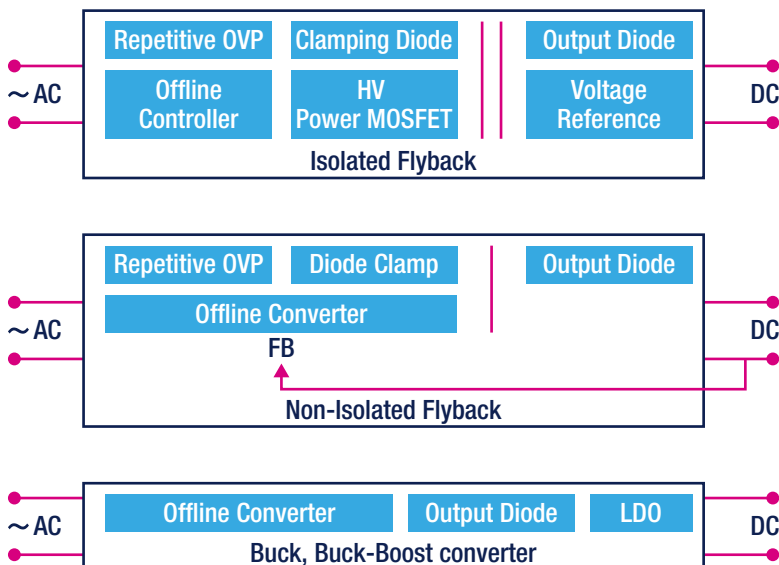 Repetitive OVP
Clamping Diode
Output Diode
∼ AC
Offline
Controller
HV
Power MOSFET
Voltage
Reference
DC
Isolated Flyback
Repetitive OVP
Diode Clamp
Output Diode
Offline Converter
∼ AC
FB
DC
Non-Isolated Flyback
Offline Converter
Output Diode
LDO
∼ AC
DC
Buck, Buck-Boost converter